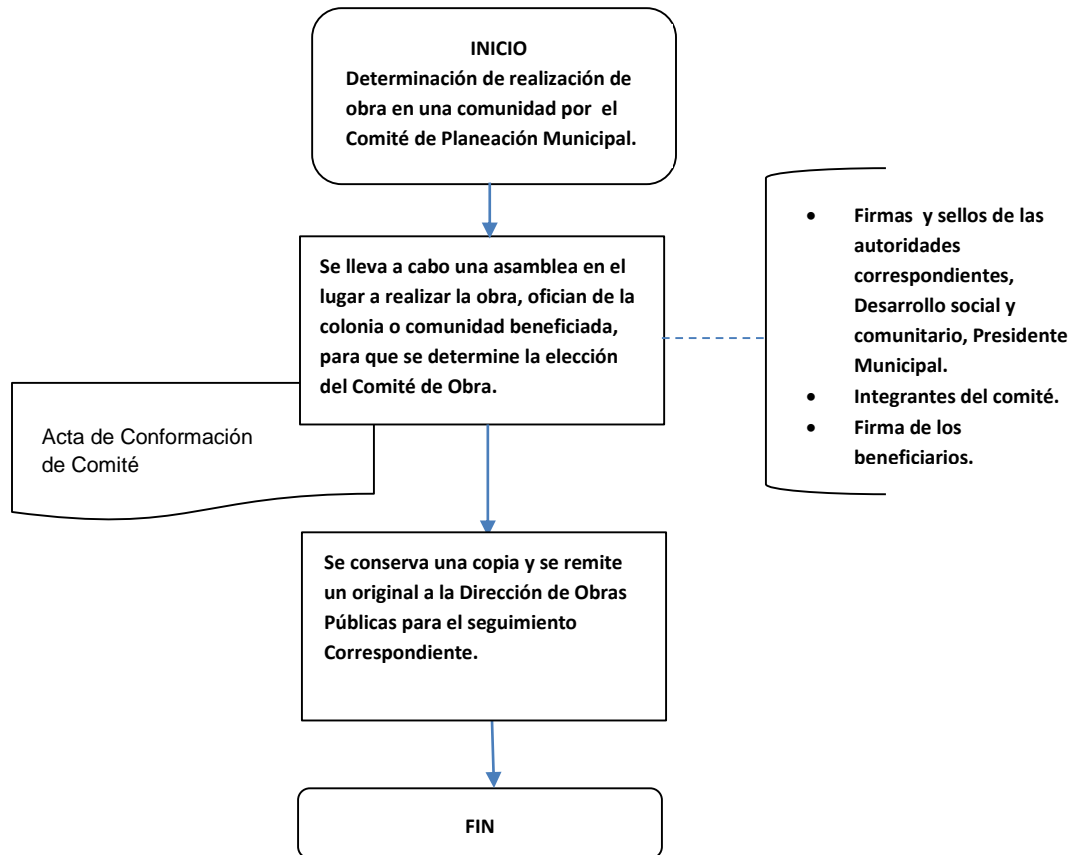 INICIO
Determinación de realización de
obra en una comunidad por el
Comité de Planeación Municipal.
Se lleva a cabo una asamblea en el
lugar a realizar la obra, ofician de la
colonia o comunidad beneficiada,
para que se determine la elección
del Comité de Obra.
• Firmas y sellos de las
autoridades
correspondientes,
Desarrollo social y
comunitario, Presidente
Municipal.
• Integrantes del comité.
• Firma de los
beneficiarios.
Acta de Conformación
de Comité
Se conserva una copia y se remite
un original a la Dirección de Obras
Públicas para el seguimiento
Correspondiente.
FIN